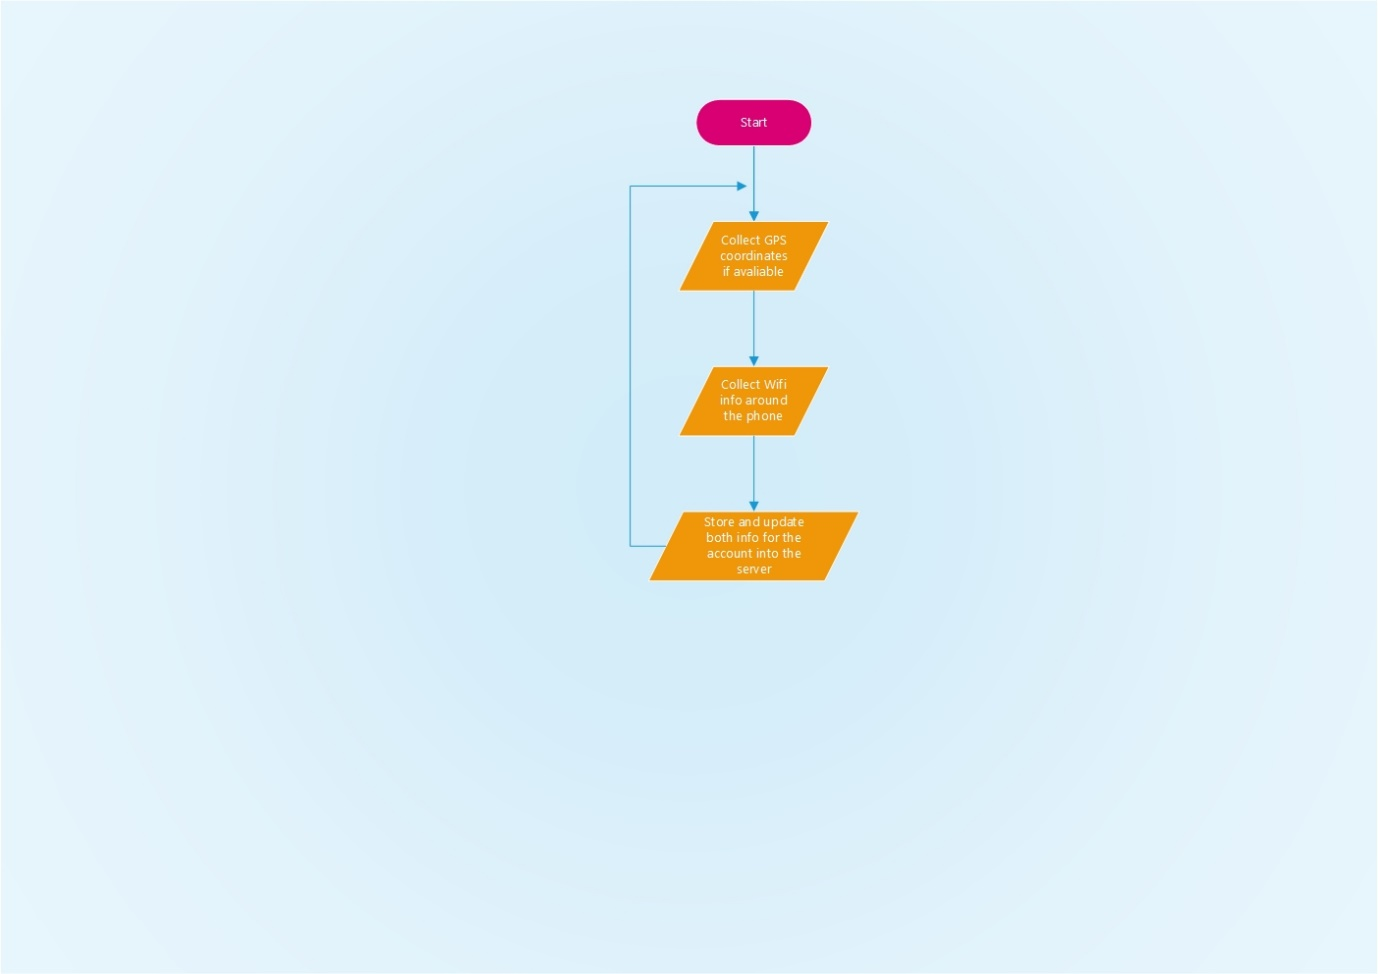 Start
Collect GPS
coordinates
if avaliable
Collect Wifi
info around
the phone
Store and update
both info for the
account into the
server